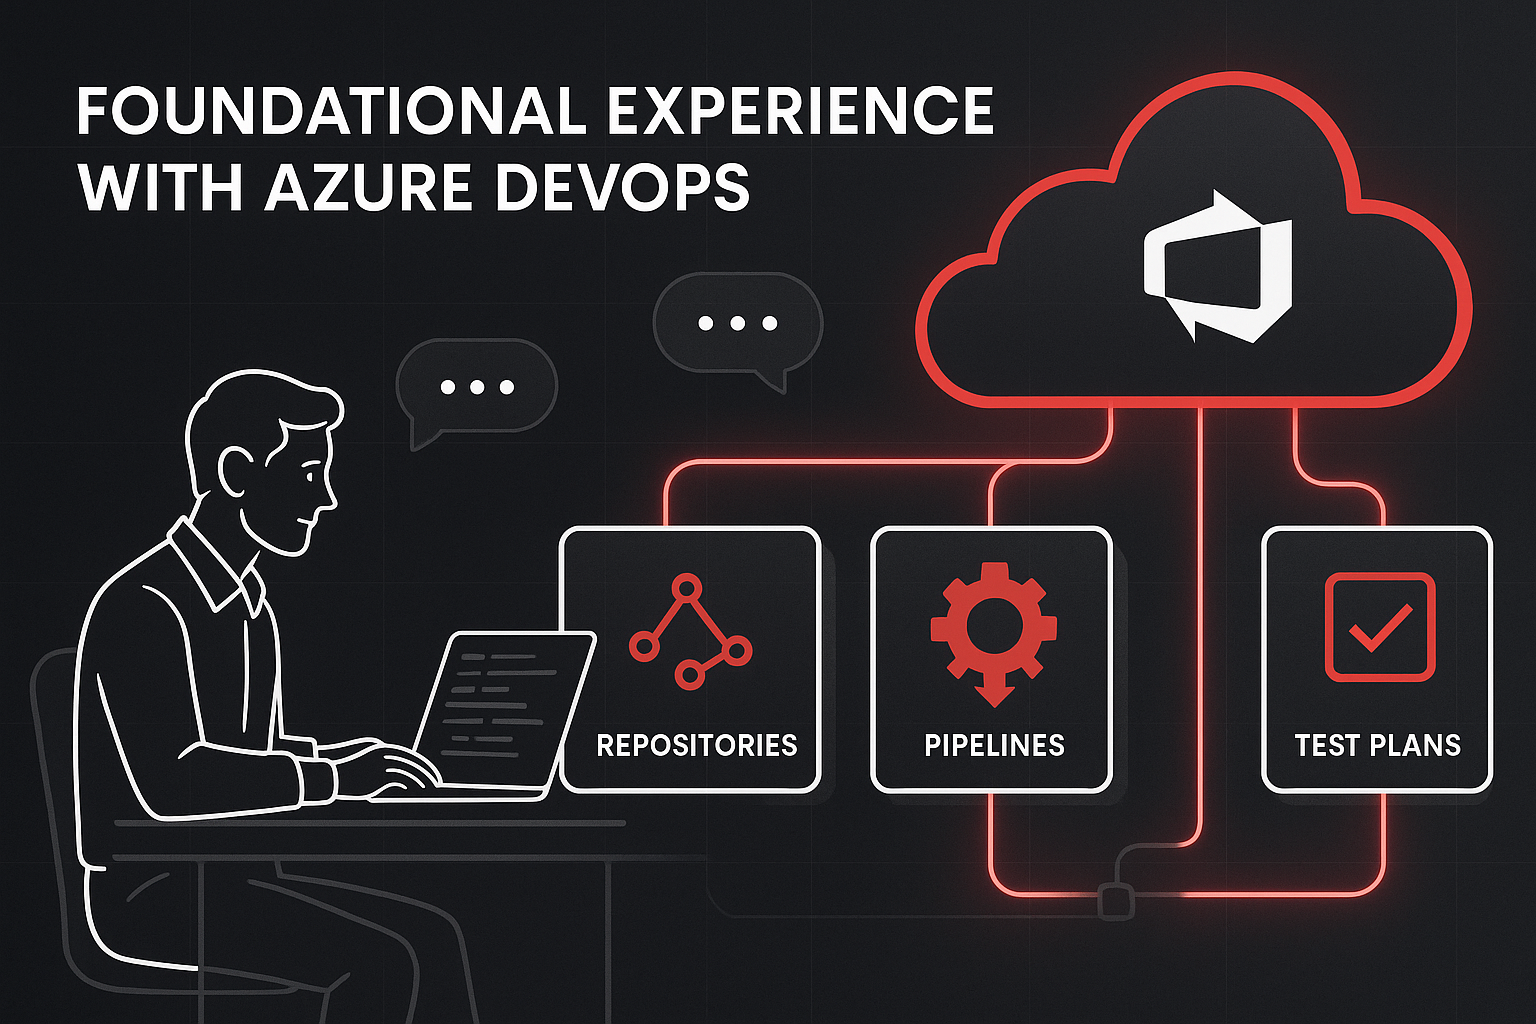 FOUNDATIONAL EXPERIENCE
WITH AZURE DEVOPS
REPOSITORIES
PIPELINES
TEST PLANS